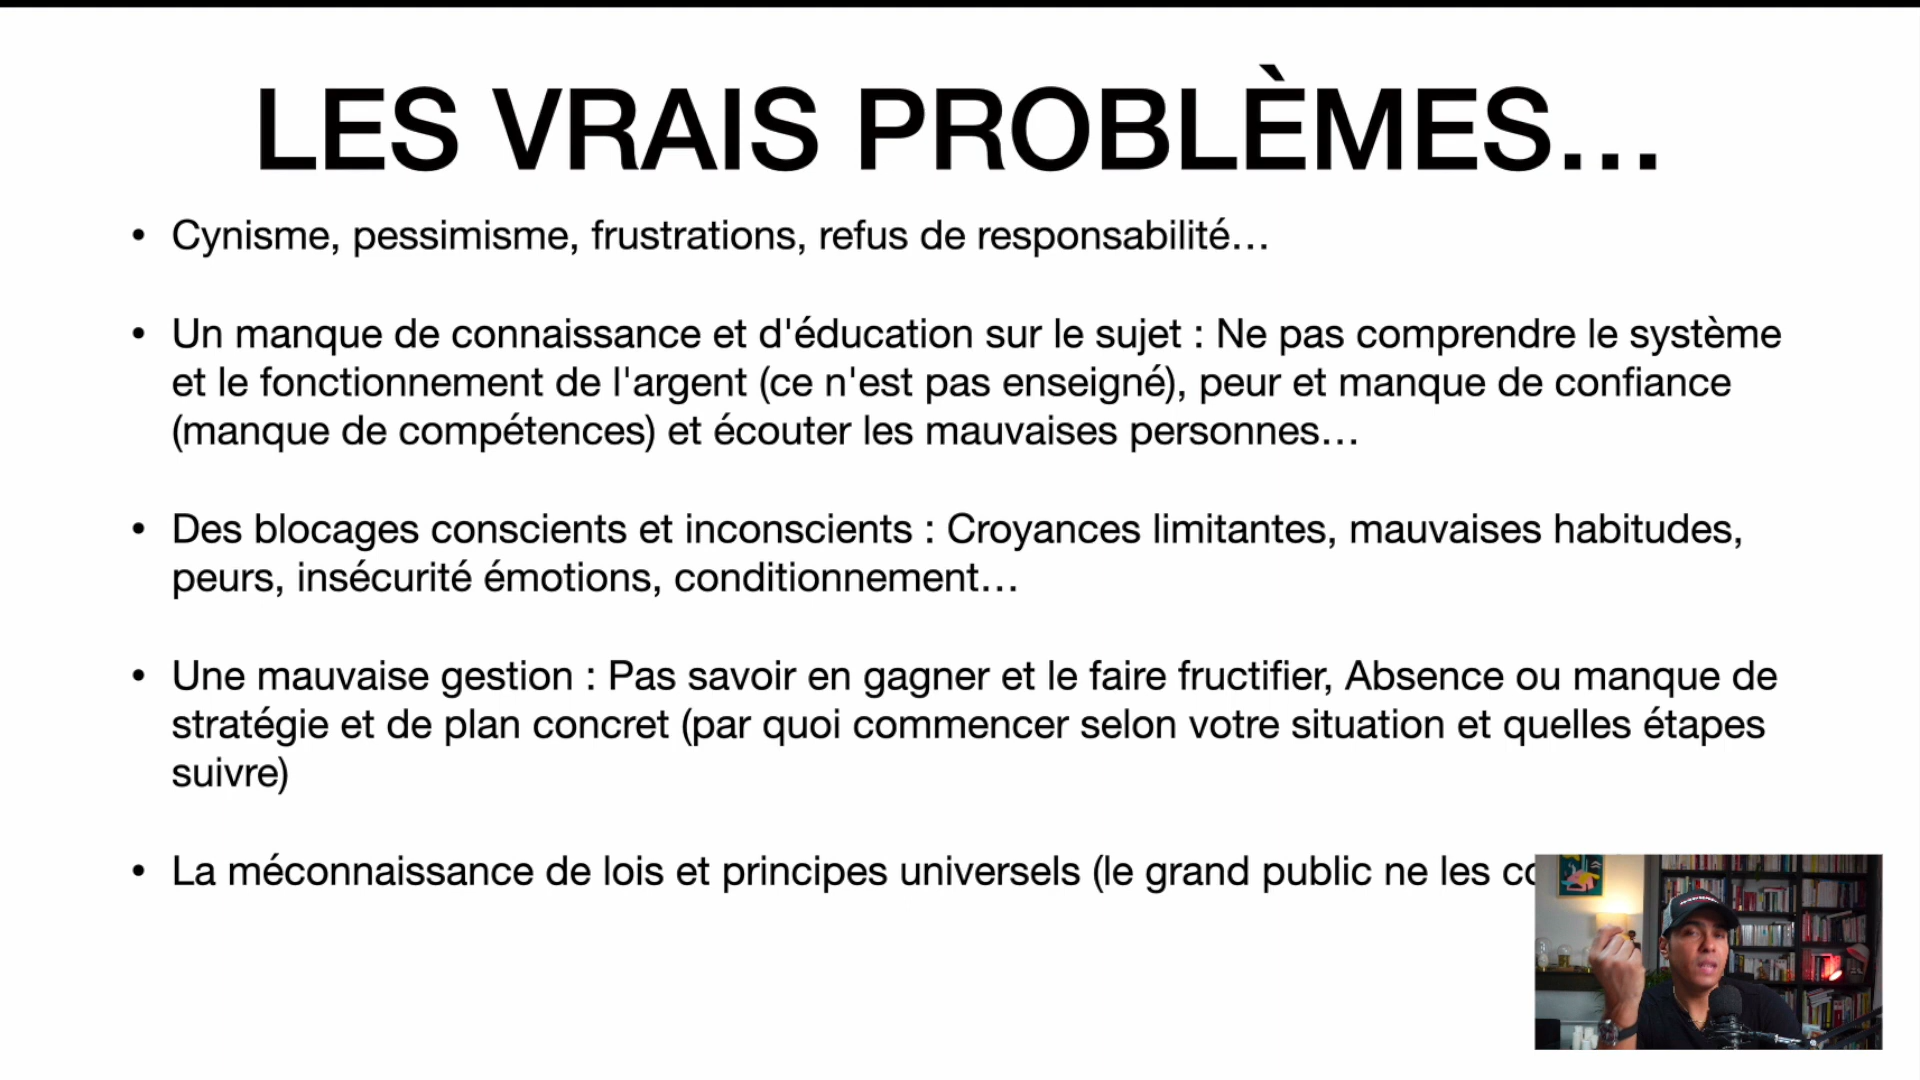 LES VRAIS PROBLÈMES…
• Cynisme, pessimisme, frustrations, refus de responsabilité…
• Un manque de connaissance et d'éducation sur le sujet : Ne pas comprendre le système
et le fonctionnement de l'argent (ce n'est pas enseigné), peur et manque de confiance
(manque de compétences) et écouter les mauvaises personnes…
• Des blocages conscients et inconscients : Croyances limitantes, mauvaises habitudes,
peurs, insécurité émotions, conditionnement…
• Une mauvaise gestion : Pas savoir en gagner et le faire fructifier, Absence ou manque de
stratégie et de plan concret (par quoi commencer selon votre situation et quelles étapes
suivre)
• La méconnaissance de lois et principes universels (le grand public ne les